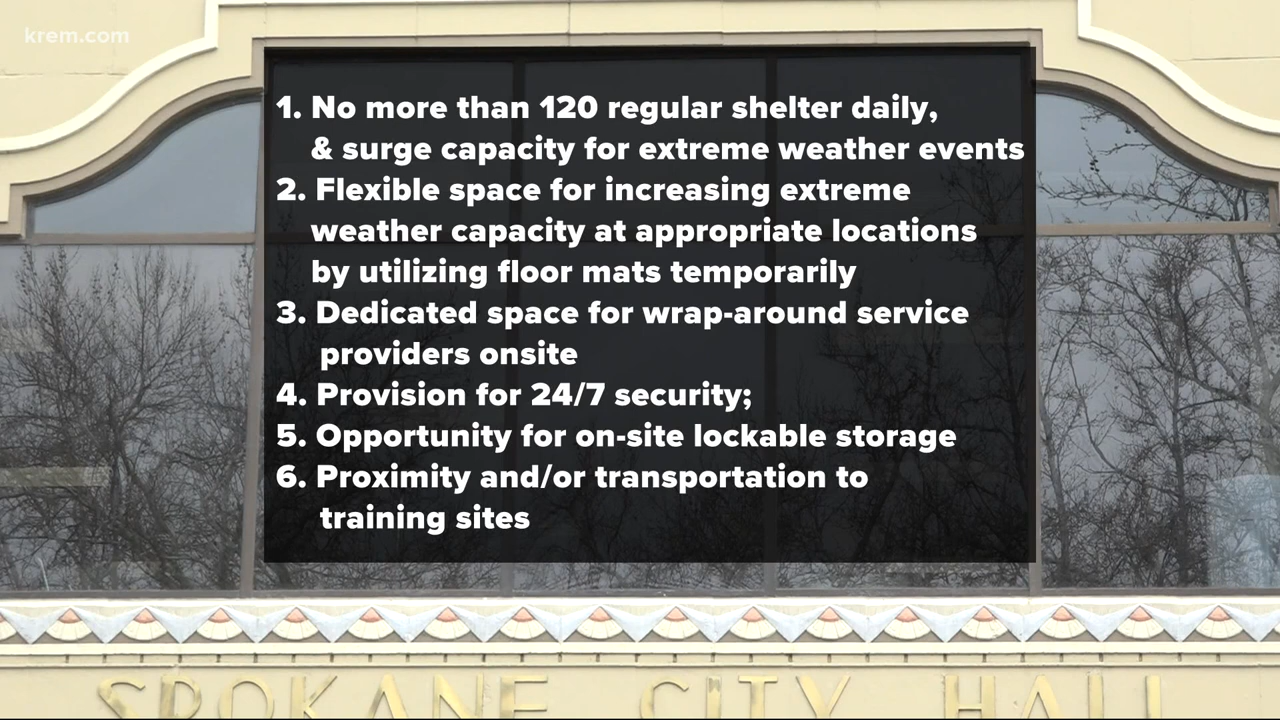 krem.com
1. No more than 120 regular shelter daily,
& surge capacity for extreme weather events
2. Flexible space for increasing extreme
weather capacity at appropriate locations
by utilizing floor mats temporarily
3. Dedicated space for wrap-around service
providers onsite
4. Provision for 24/7 security;
5. Opportunity for on-site lockable storage
6. Proximity and/or transportation to
training sites
SPOKANE CITY HALL